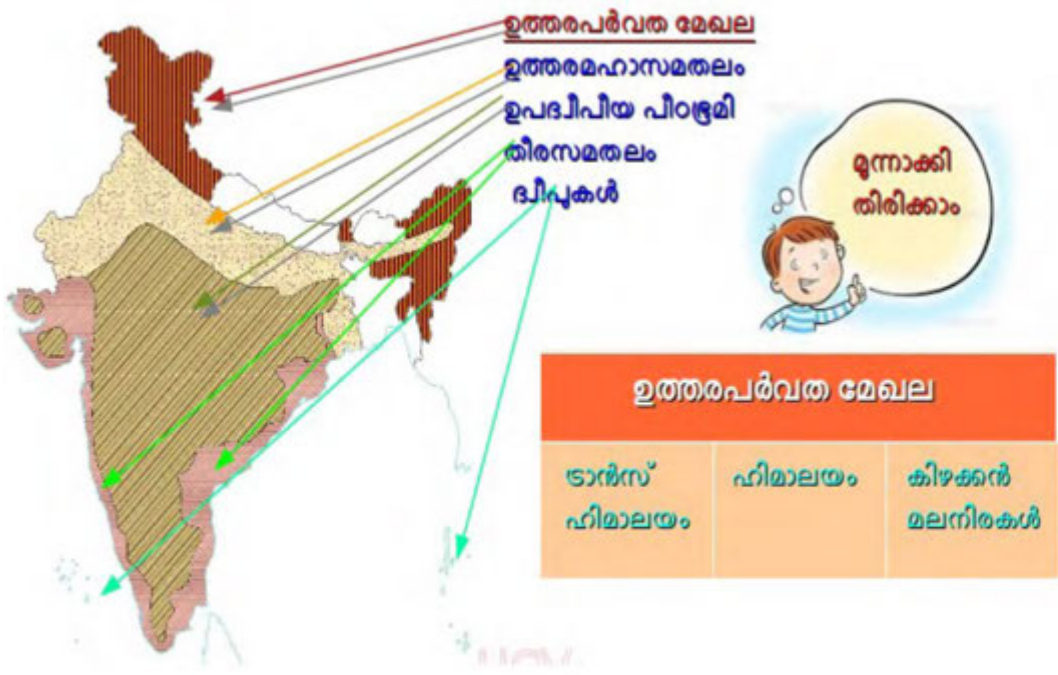 ഉത്തരപർവത മേഖല
ഉത്തരമഹാസമതലം
ഉപദ്വീപീയ പീഠഭൂമി
തീരസമതലം
ദ്വീപുകൾ
മൂന്നാക്കി
തിരിക്കാം
ഉത്തരപർവത മേഖല
ട്രാൻസ്
ഹിമാലയം
ഹിമാലയം
കിഴക്കൻ
മലനിരകൾ